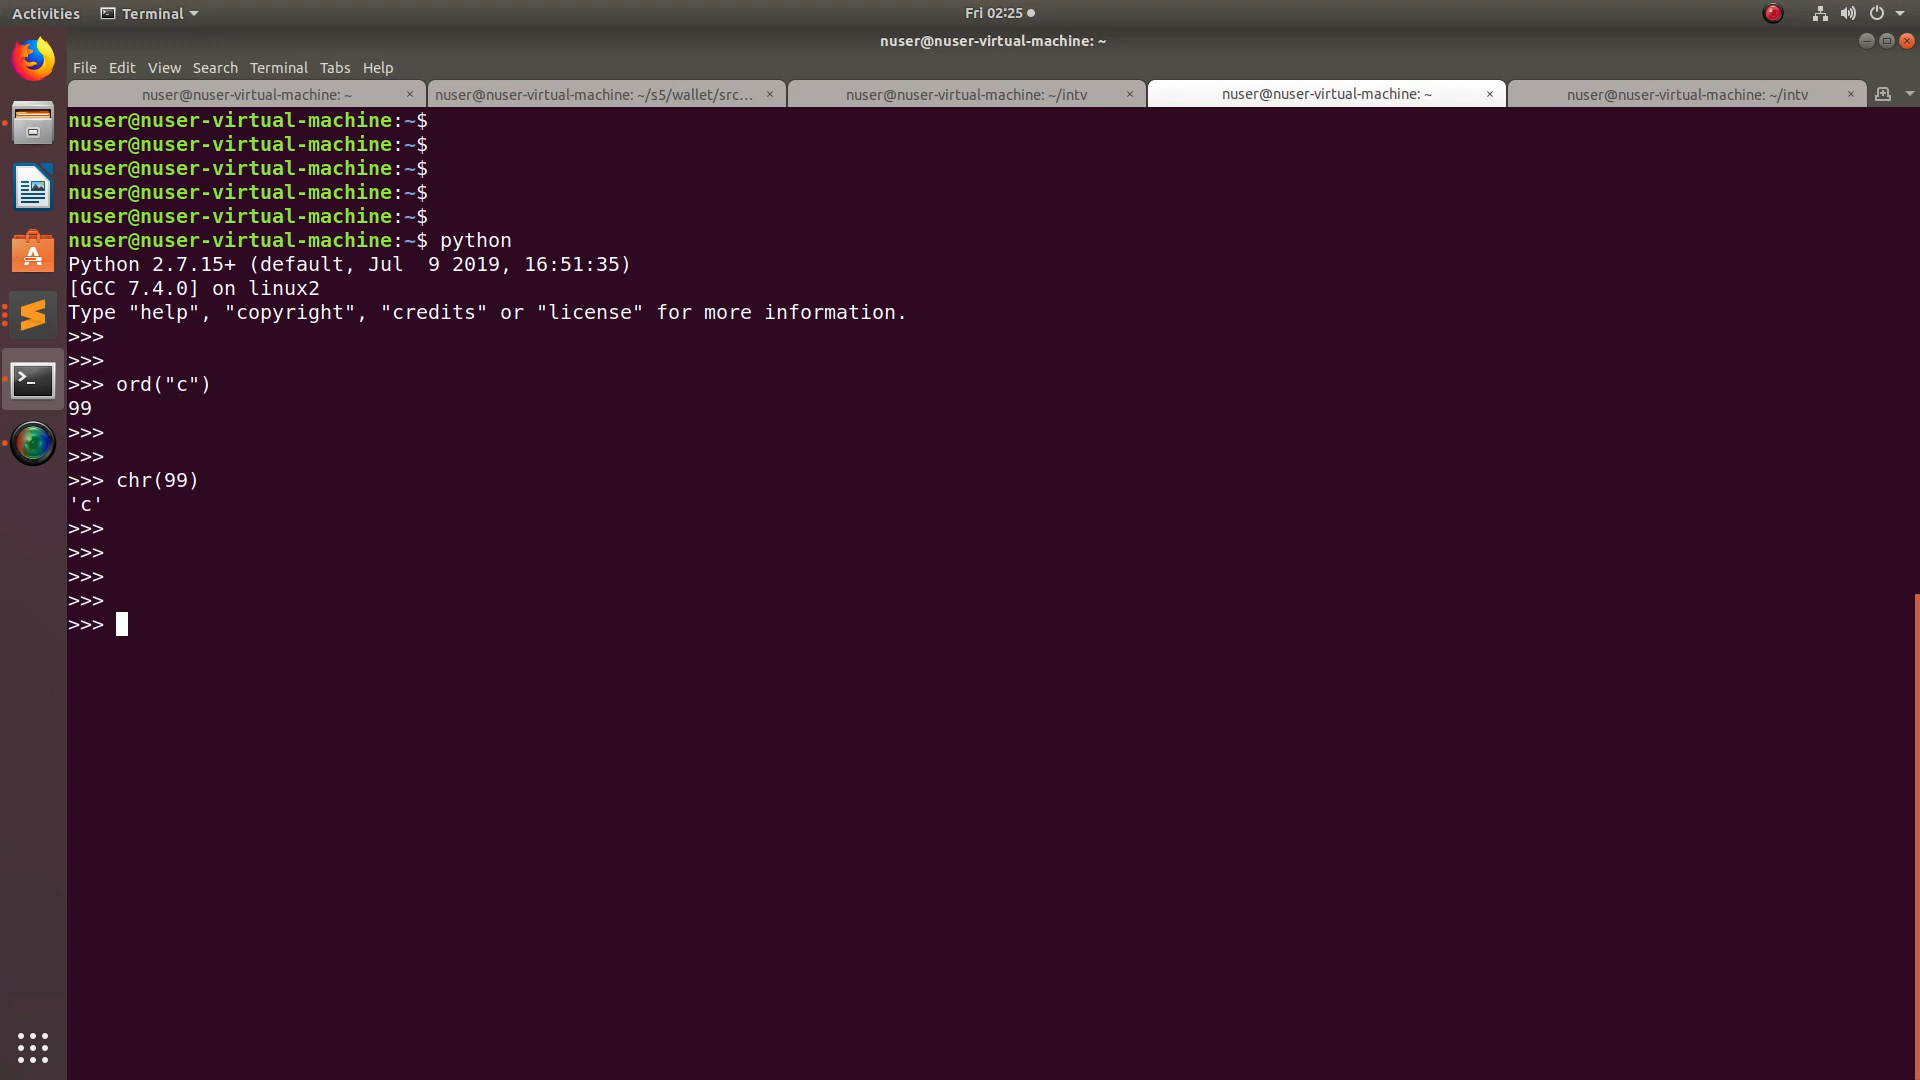 Activities Terminal Fri 02:25
nuser@nuser-virtual-machine: ~
File Edit View Search Terminal Tabs Help
nuser@nuser-virtual-machine: ~ × nuser@nuser-virtual-machine: ~/s5/wallet/src... × nuser@nuser-virtual-machine: ~/intv × nuser@nuser-virtual-machine: ~ × nuser@nuser-virtual-machine: ~/intv ×
nuser@nuser-virtual-machine:~$
nuser@nuser-virtual-machine:~$
nuser@nuser-virtual-machine:~$
nuser@nuser-virtual-machine:~$
nuser@nuser-virtual-machine:~$
nuser@nuser-virtual-machine:~$ python
Python 2.7.15+ (default, Jul  9 2019, 16:51:35)
[GCC 7.4.0] on linux2
Type "help", "copyright", "credits" or "license" for more information.
>>>
>>>
>>> ord("c")
99
>>>
>>>
>>> chr(99)
'c'
>>>
>>>
>>>
>>>
>>>